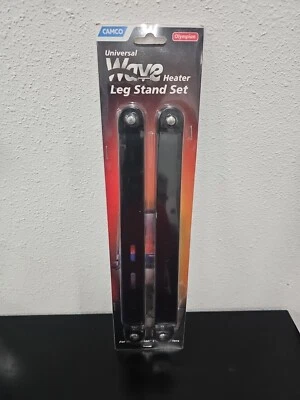 CAMCO
Olympian
Universal
Wave Heater
Leg Stand Set